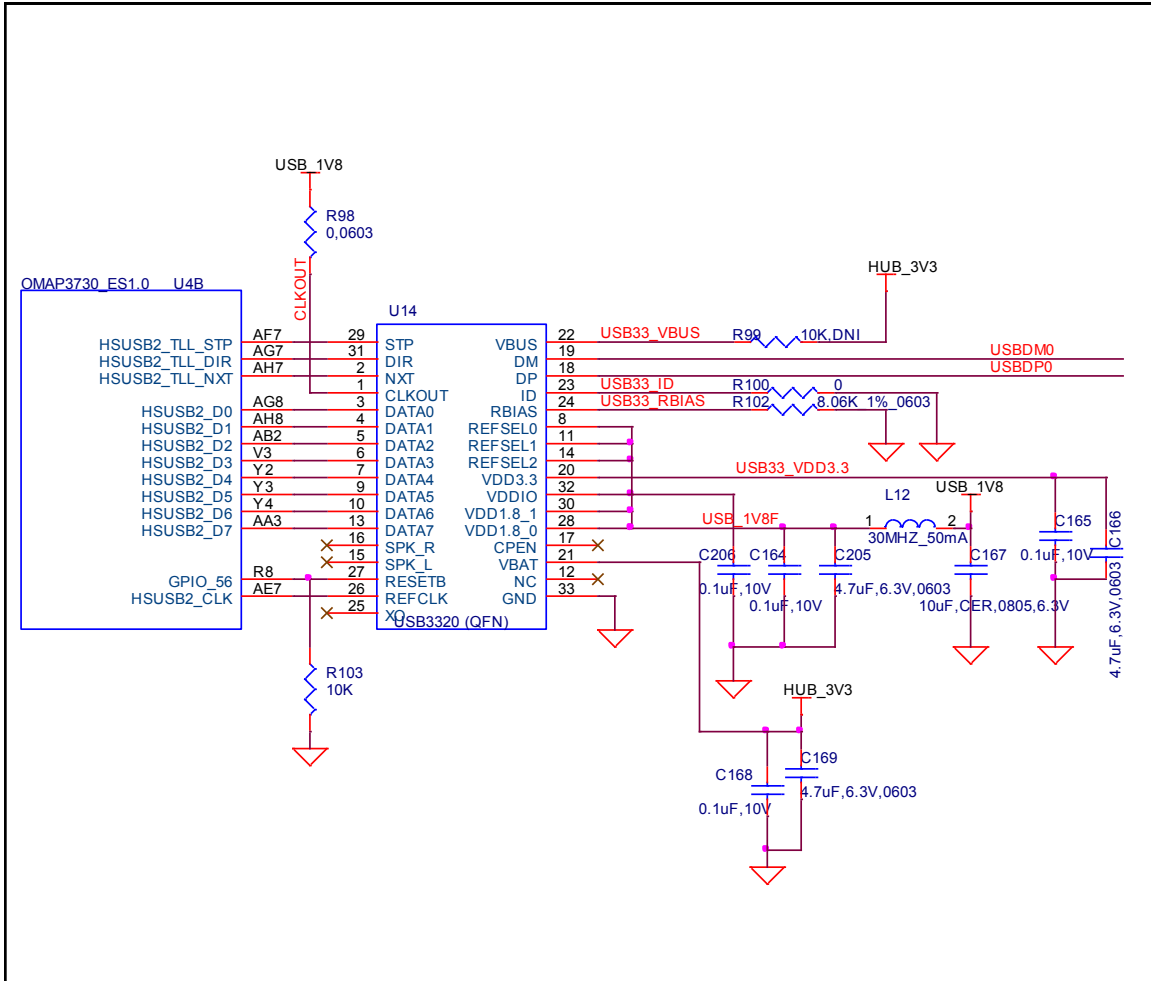 USB_1V8
R98
0,0603
CLKOUT
HUB_3V3
OMAP3730_ES1.0 U4B
U14
HSUSB2_TLL_STP AF7 29 STP VBUS 22 USB33_VBUS R99 10K,DNI
HSUSB2_TLL_DIR AG7 31 DIR DM 19 USBDM0
HSUSB2_TLL_NXT AH7 2 NXT DP 18 USBDP0
1 CLKOUT ID 23 USB33_ID R100 0
HSUSB2_D0 AG8 3 DATA0 RBIAS 24 USB33_RBIAS R102 8.06K_1%_0603
HSUSB2_D1 AH8 4 DATA1 REFSEL0 8
HSUSB2_D2 AB2 5 DATA2 REFSEL1 11
HSUSB2_D3 V3 6 DATA3 REFSEL2 14
HSUSB2_D4 Y2 7 DATA4 VDD3.3 20 USB33_VDD3.3
HSUSB2_D5 Y3 9 DATA5 VDDIO 32
HSUSB2_D6 Y4 10 DATA6 VDD1.8_1 30
HSUSB2_D7 AA3 13 DATA7 VDD1.8_0 28 USB_1V8F
16 SPK_R CPEN 17
15 SPK_L VBAT 21
GPIO_56 R8 27 RESETB NC 12
HSUSB2_CLK AE7 26 REFCLK GND 33
25 XO
USB3320 (QFN)
L12
USB_1V8
1 2
30MHZ_50mA
C206
0.1uF,10V
C164
0.1uF,10V
C205
4.7uF,6.3V,0603
C167
10uF,CER,0805,6.3V
C165
0.1uF,10V
C166
4.7uF,6.3V,0603
R103
10K
HUB_3V3
C168
0.1uF,10V
C169
4.7uF,6.3V,0603